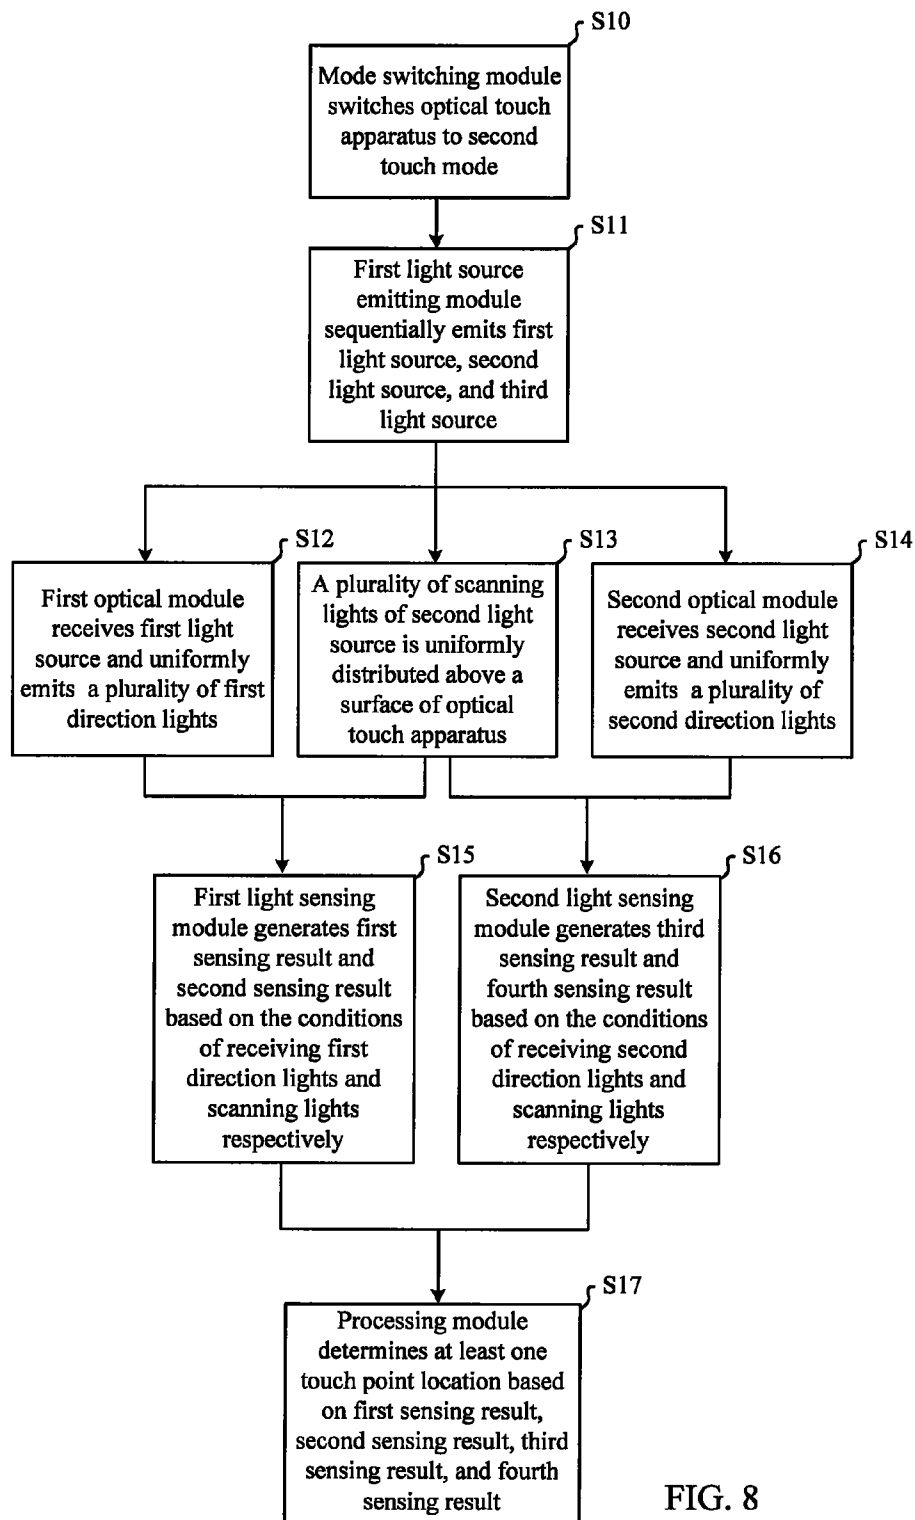 S10
Mode switching module
switches optical touch
apparatus to second
touch mode
S11
First light source
emitting module
sequentially emits first
light source, second
light source, and third
light source
S12
First optical module
receives first light
source and uniformly
emits a plurality of first
direction lights
S13
A plurality of scanning
lights of second light
source is uniformly
distributed above a
surface of optical
touch apparatus
S14
Second optical module
receives second light
source and uniformly
emits a plurality of
second direction lights
S15
First light sensing
module generates first
sensing result and
second sensing result
based on the conditions
of receiving first
direction lights and
scanning lights
respectively
S16
Second light sensing
module generates third
sensing result and
fourth sensing result
based on the conditions
of receiving second
direction lights and
scanning lights
respectively
S17
Processing module
determines at least one
touch point location based
on first sensing result,
second sensing result, third
sensing result, and fourth
sensing result
FIG. 8